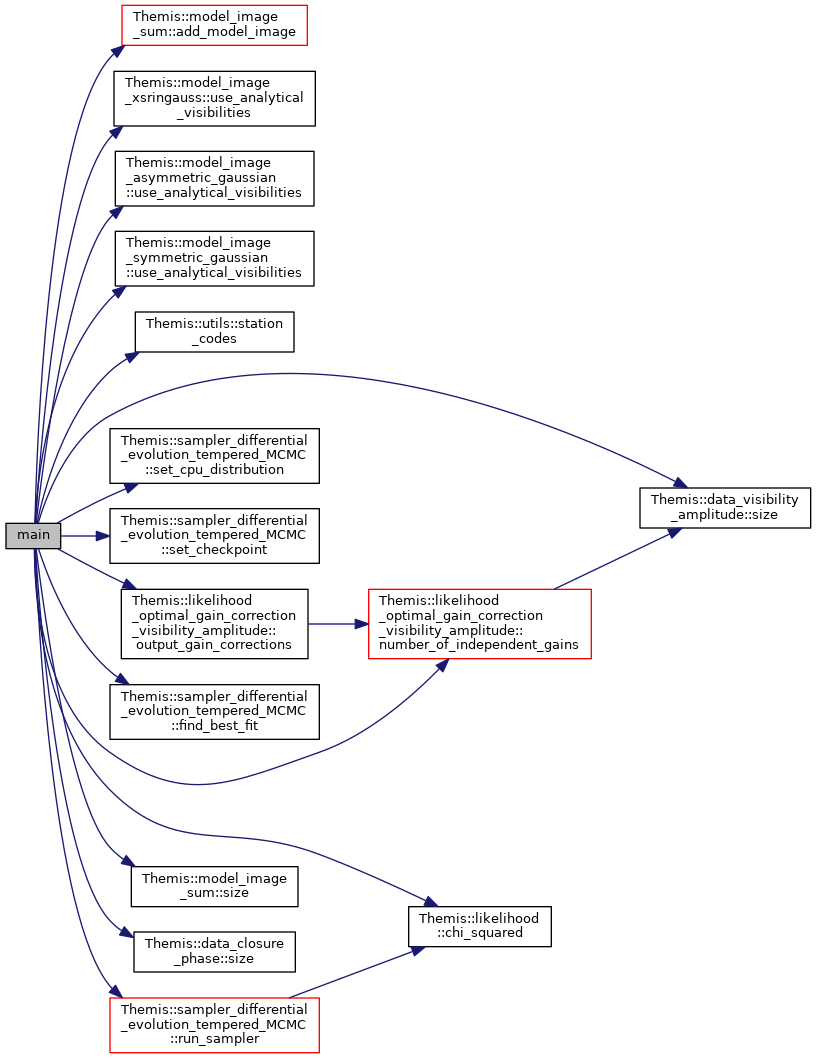 Themis::model_image
_sum::add_model_image
Themis::model_image
_xsringauss::use_analytical
_visibilities
Themis::model_image
_asymmetric_gaussian
::use_analytical_visibilities
Themis::model_image
_symmetric_gaussian
::use_analytical_visibilities
Themis::utils::station
_codes
Themis::sampler_differential
_evolution_tempered_MCMC
::set_cpu_distribution
Themis::data_visibility
_amplitude::size
main
Themis::sampler_differential
_evolution_tempered_MCMC
::set_checkpoint
Themis::likelihood
_optimal_gain_correction
_visibility_amplitude::
output_gain_corrections
Themis::likelihood
_optimal_gain_correction
_visibility_amplitude::
number_of_independent_gains
Themis::sampler_differential
_evolution_tempered_MCMC
::find_best_fit
Themis::model_image
_sum::size
Themis::likelihood
::chi_squared
Themis::data_closure
_phase::size
Themis::sampler_differential
_evolution_tempered_MCMC
::run_sampler